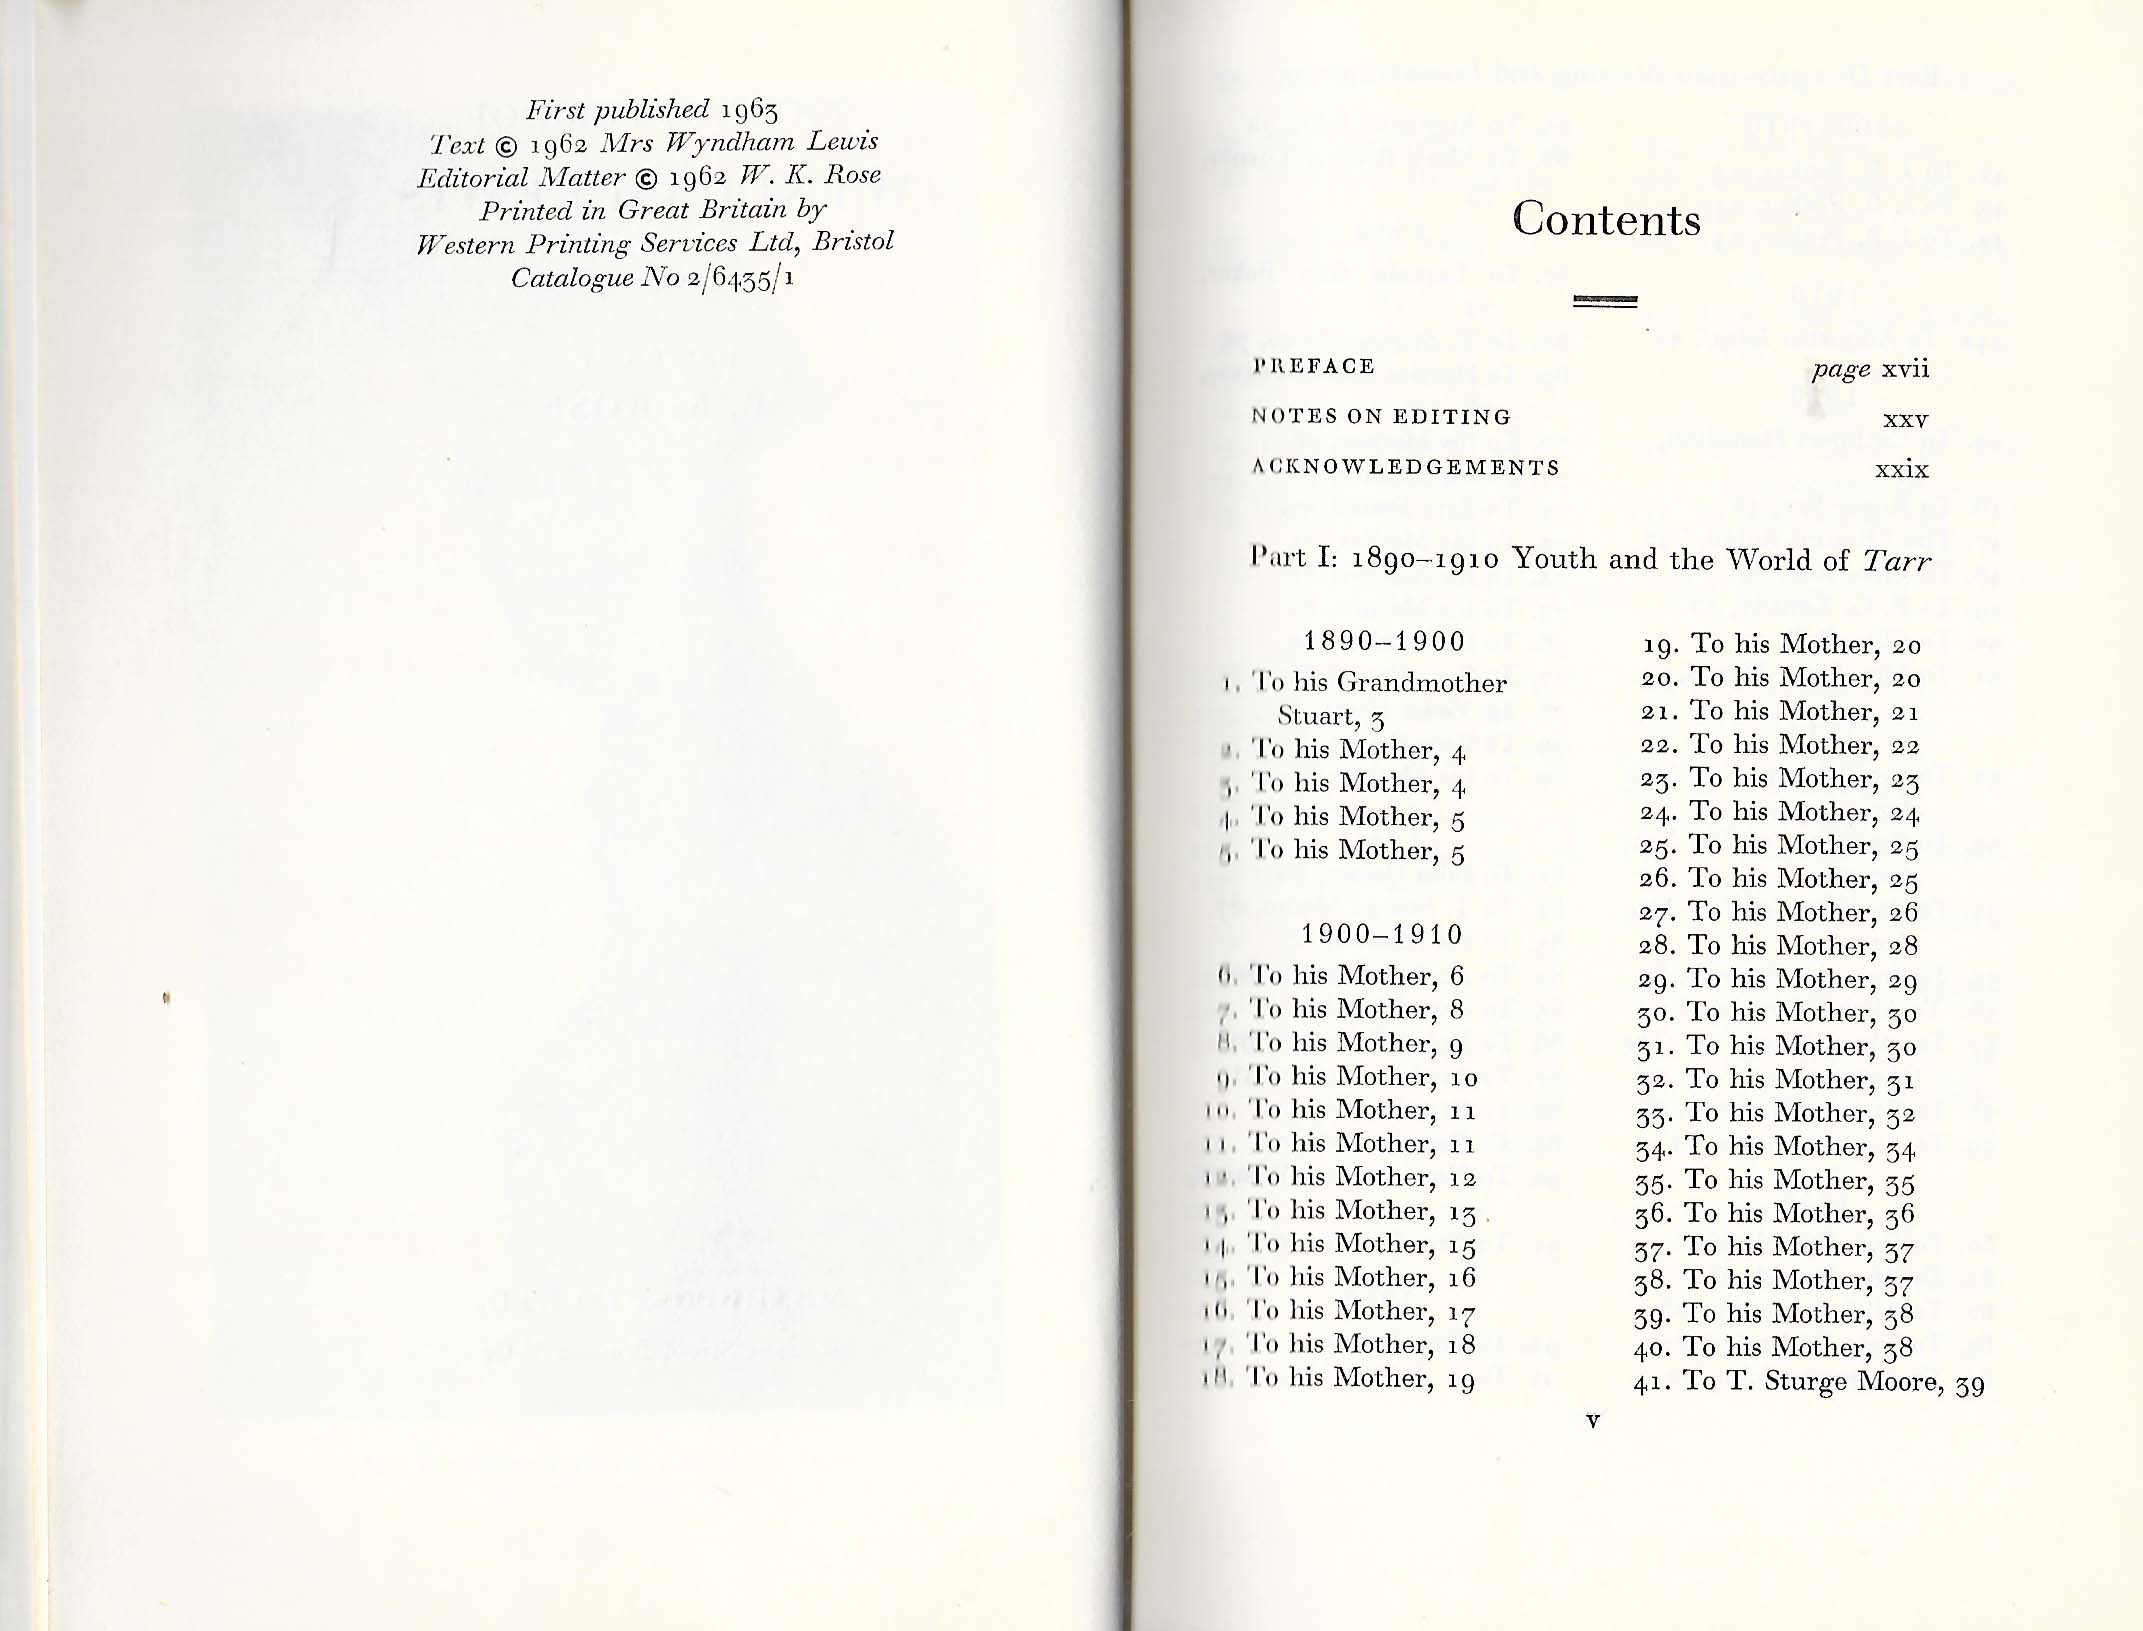 First published 1963
Text © 1962 Mrs Wyndham Lewis
Editorial Matter © 1962 W. K. Rose
Printed in Great Britain by
Western Printing Services Ltd, Bristol
Catalogue No 2/6435/1
Contents
PREFACE page xvii
NOTES ON EDITING xxv
ACKNOWLEDGEMENTS xxix
Part I: 1890–1910 Youth and the World of Tarr
1890–1900
1. To his Grandmother
Stuart, 3
2. To his Mother, 4
3. To his Mother, 4
4. To his Mother, 5
5. To his Mother, 5
1900–1910
6. To his Mother, 6
7. To his Mother, 8
8. To his Mother, 9
9. To his Mother, 10
10. To his Mother, 11
11. To his Mother, 11
12. To his Mother, 12
13. To his Mother, 13
14. To his Mother, 15
15. To his Mother, 16
16. To his Mother, 17
17. To his Mother, 18
18. To his Mother, 19
19. To his Mother, 20
20. To his Mother, 20
21. To his Mother, 21
22. To his Mother, 22
23. To his Mother, 23
24. To his Mother, 24
25. To his Mother, 25
26. To his Mother, 25
27. To his Mother, 26
28. To his Mother, 28
29. To his Mother, 29
30. To his Mother, 30
31. To his Mother, 30
32. To his Mother, 31
33. To his Mother, 32
34. To his Mother, 34
35. To his Mother, 35
36. To his Mother, 36
37. To his Mother, 37
38. To his Mother, 37
39. To his Mother, 38
40. To his Mother, 38
41. To T. Sturge Moore, 39
v